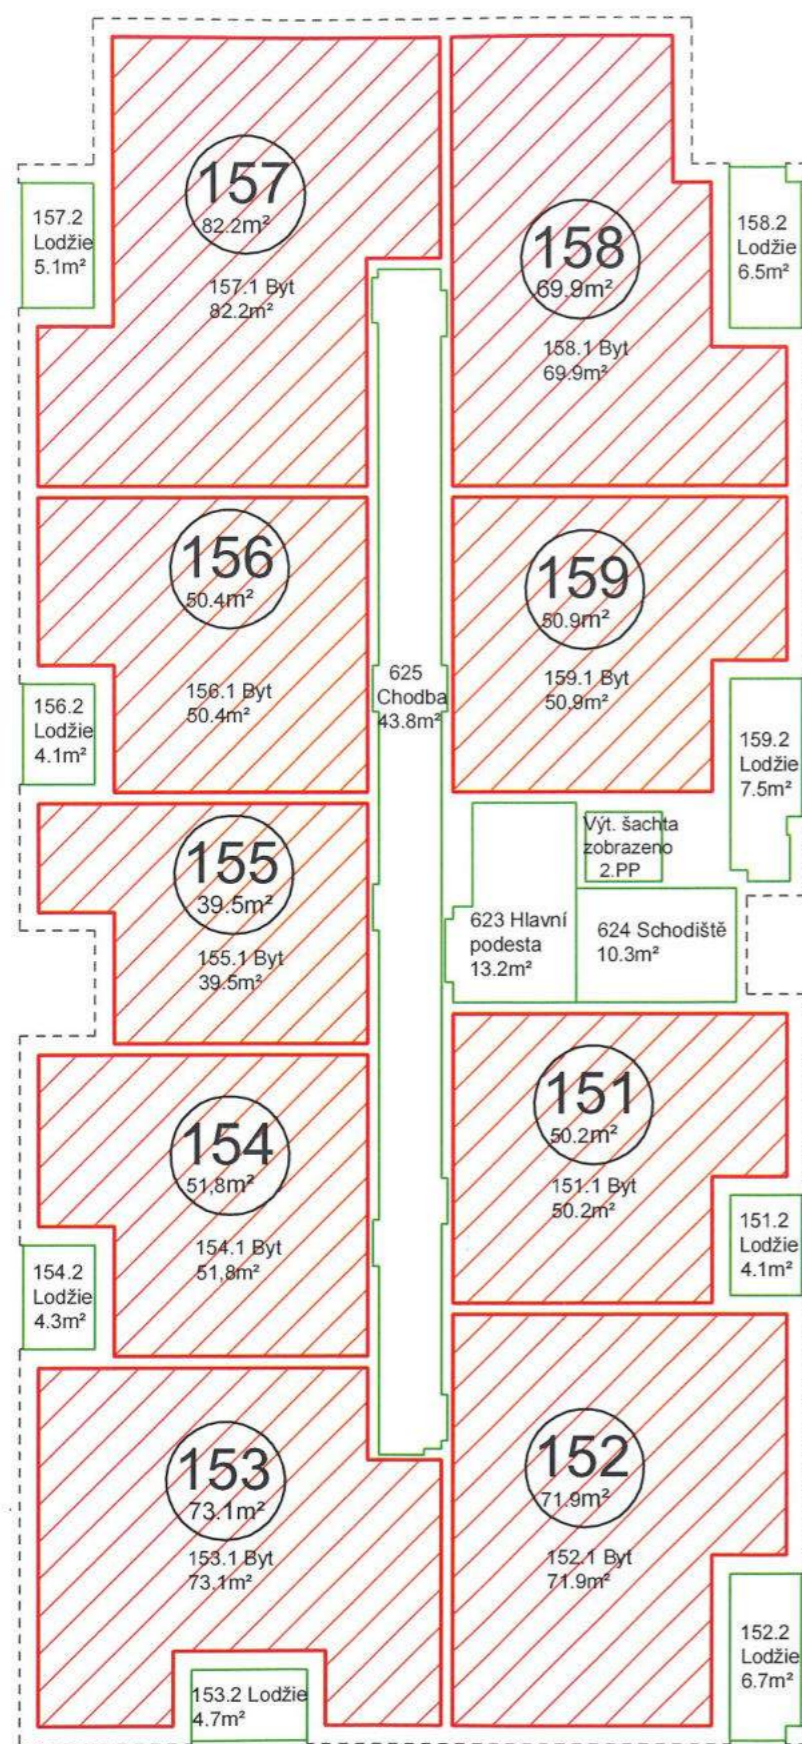 157
82.2m²
157.2
Lodžie
5.1m²
157.1 Byt
82.2m²
158
69.9m²
158.2
Lodžie
6.5m²
158.1 Byt
69.9m²
156
50.4m²
156.1 Byt
50.4m²
156.2
Lodžie
4.1m²
625
Chodba
43.8m²
159
50.9m²
159.1 Byt
50.9m²
159.2
Lodžie
7.5m²
155
39.5m²
155.1 Byt
39.5m²
Výt. šachta
zobrazeno
2.PP
623 Hlavní
podesta
13.2m²
624 Schodiště
10.3m²
154
51,8m²
154.1 Byt
51,8m²
154.2
Lodžie
4.3m²
151
50.2m²
151.1 Byt
50.2m²
151.2
Lodžie
4.1m²
153
73.1m²
153.1 Byt
73.1m²
153.2 Lodžie
4.7m²
152
71.9m²
152.1 Byt
71.9m²
152.2
Lodžie
6.7m²